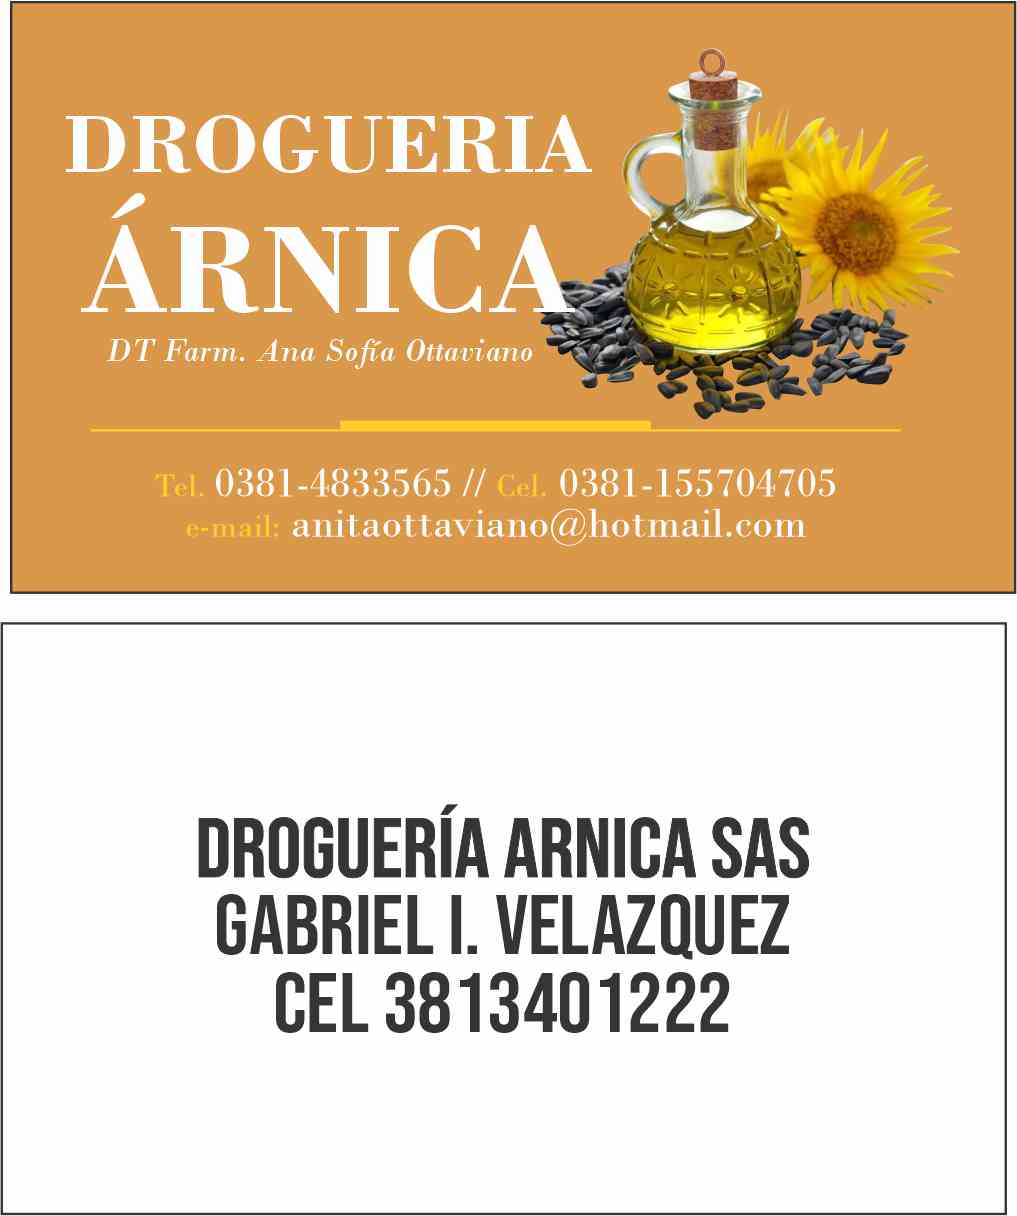 DROGUERIA
ÁRNICA
DT Farm. Ana Sofía Ottaviano
Tel. 0381-4833565 // Cel. 0381-155704705
e-mail: anitaottaviano@hotmail.com
DROGUERÍA ARNICA SAS
GABRIEL I. VELAZQUEZ
CEL 3813401222